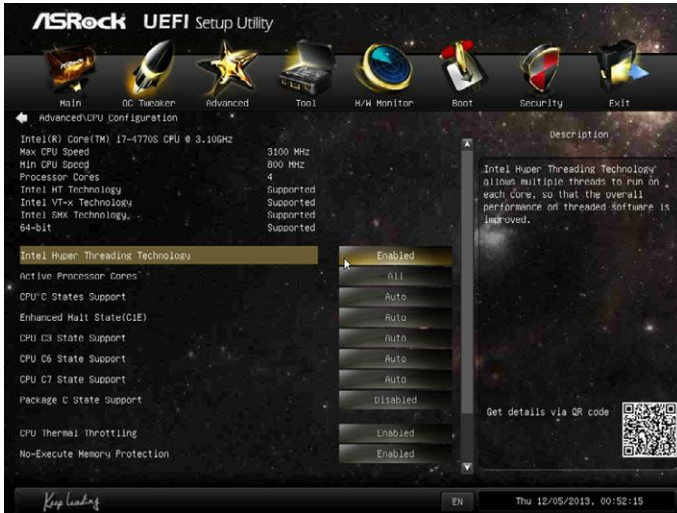 ASRock UEFI Setup Utility
ASRock
Main OC Tweaker Advanced Tool H/W Monitor Boot Security Exit
Advanced\CPU Configuration
Description
Intel(R) Core(TM) i7-4770S CPU @ 3.10GHz
Max CPU Speed 3100 MHz
Min CPU Speed 800 MHz
Processor Cores 4
Intel HT Technology Supported
Intel VT-x Technology Supported
Intel SMX Technology Supported
64-bit Supported
Intel Hyper Threading Technology
allows multiple threads to run on
each core, so that the overall
performance on threaded software is
improved.
Intel Hyper Threading Technology Enabled
Active Processor Cores All
CPU C States Support Auto
Enhanced Halt State(C1E) Auto
CPU C3 State Support Auto
CPU C6 State Support Auto
CPU C7 State Support Auto
Package C State Support Disabled
CPU Thermal Throttling Enabled
No-Execute Memory Protection Enabled
Get details via QR code
Keep Leading
EN
Thu 12/05/2013, 00:52:15